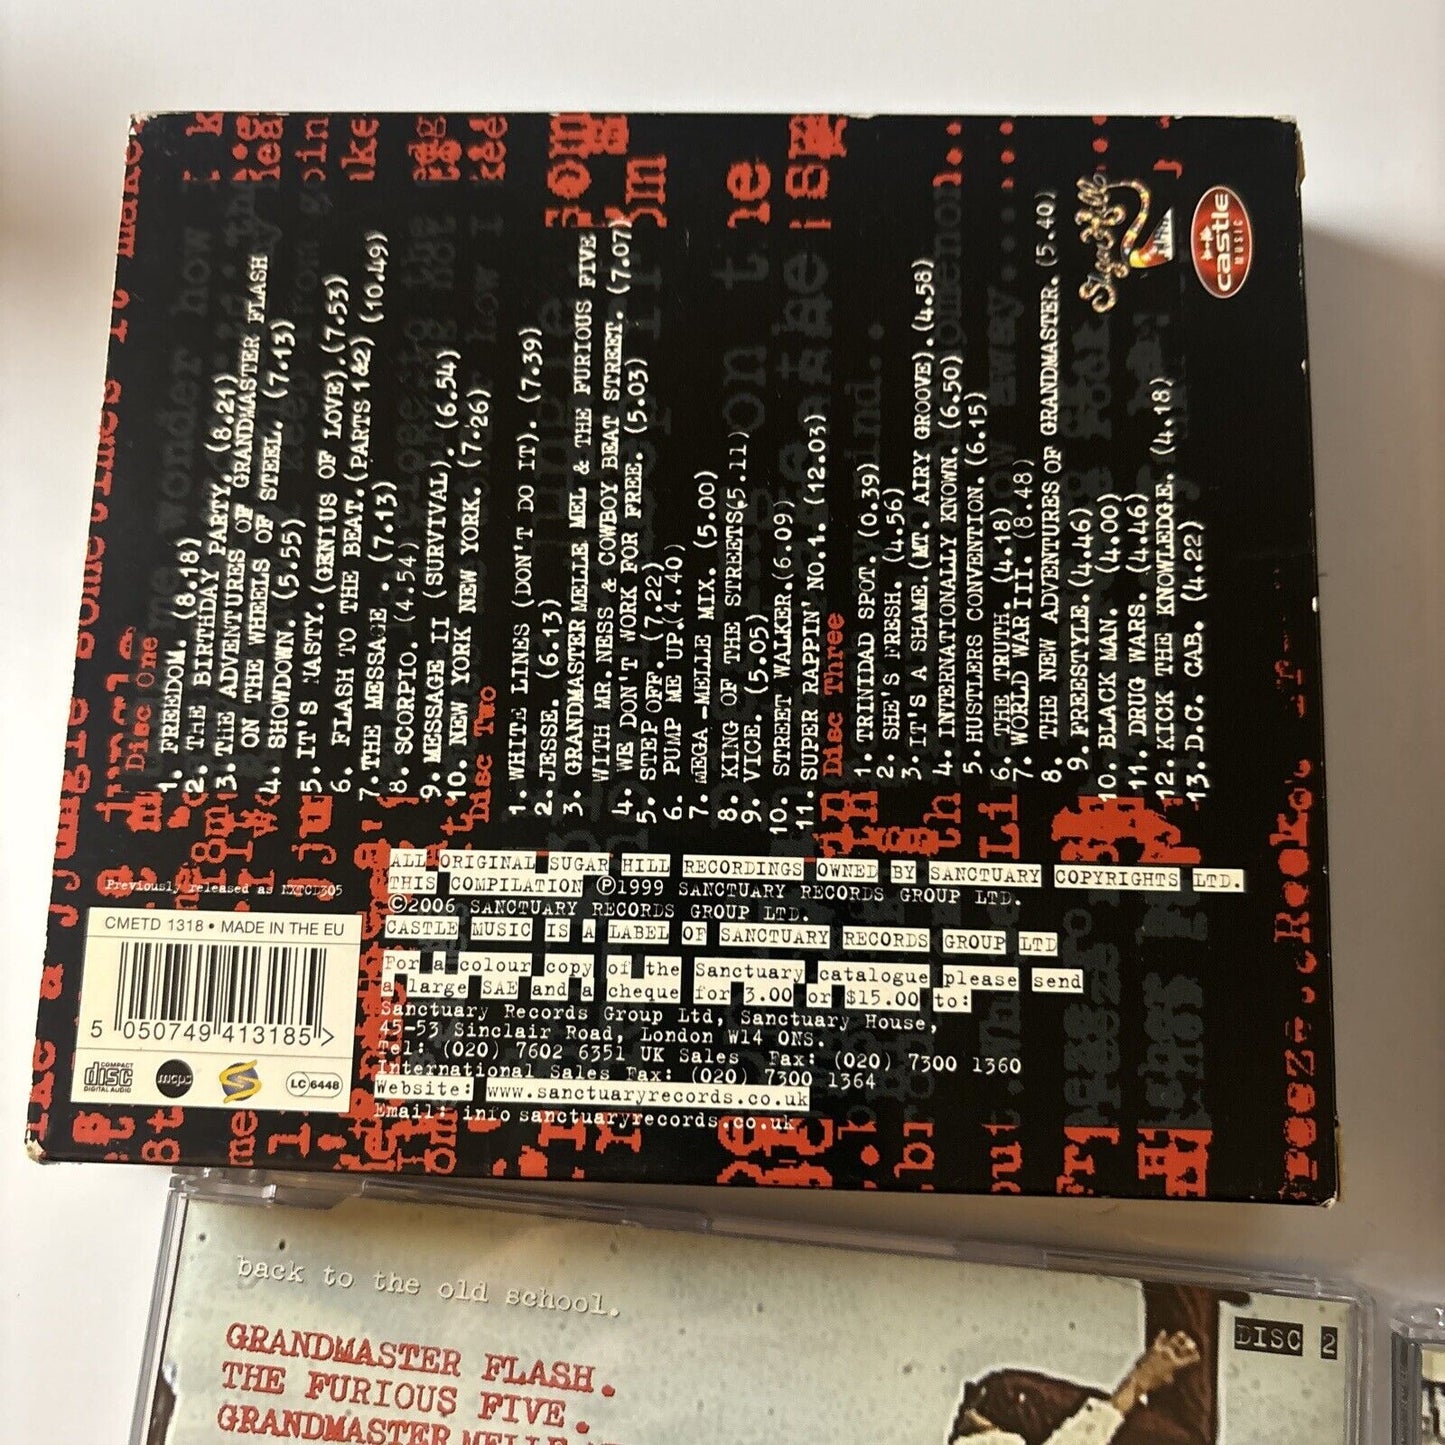 Disc One
1. FREEDOM. (8.18)
2. THE BIRTHDAY PARTY. (8.21)
3. THE ADVENTURES OF GRANDMASTER FLASH
ON THE WHEELS OF STEEL. (7.13)
4. SHOWDOWN. (5.55)
5. IT'S NASTY. (GENIUS OF LOVE).(7.53)
6. FLASH TO THE BEAT.(PARTS 1&2) (10.49)
7. THE MESSAGE. (7.13)
8. SCORPIO. (4.54)
9. MESSAGE II (SURVIVAL). (6.54)
10. NEW YORK NEW YORK. (7.26)
Disc Two
1. WHITE LINES (DON'T DO IT). (7.39)
2. JESSE. (6.13)
3. GRANDMASTER MELLE MEL & THE FURIOUS FIVE
WITH MR. NESS & COWBOY BEAT STREET. (7.07)
4. WE DON'T WORK FOR FREE. (5.03)
5. STEP OFF. (7.22)
6. PUMP ME UP.(4.40)
7. MEGA-MELLE MIX. (5.00)
8. KING OF THE STREETS(5.11)
9. VICE. (5.05)
10. STREET WALKER.(6.09)
11. SUPER RAPPIN' NO.1. (12.03)
Disc Three
1. TRINIDAD SPOT. (0.39)
2. SHE'S FRESH. (4.56)
3. IT'S A SHAME.(MT. AIRY GROOVE).(4.58)
4. INTERNATIONALLY KNOWN.(6.50)
5. HUSTLERS CONVENTION.(6.15)
6. THE TRUTH. (4.18)
7. WORLD WAR III. (8.48)
8. THE NEW ADVENTURES OF GRANDMASTER.(5.40)
9. FREESTYLE.(4.46)
10. BLACK MAN. (4.00)
11. DRUG WARS. (4.46)
12. KICK THE KNOWLEDGE. (4.18)
13. D.C. CAB. (4.22)
Sugar Hill
castle
MUSIC
Previously released as NXTCD305
CMETD 1318 • MADE IN THE EU
5 050749 413185 >
COMPACT
disc
DIGITAL AUDIO
mcps
LC 6448
ALL ORIGINAL SUGAR HILL RECORDINGS OWNED BY SANCTUARY COPYRIGHTS LTD.
THIS COMPILATION ℗1999 SANCTUARY RECORDS GROUP LTD.
©2006 SANCTUARY RECORDS GROUP LTD.
CASTLE MUSIC IS A LABEL OF SANCTUARY RECORDS GROUP LTD
For a colour copy of the Sanctuary catalogue please send
a large SAE and a cheque for 3.00 or $15.00 to:
Sanctuary Records Group Ltd, Sanctuary House,
45-53 Sinclair Road, London W14 ONS.
Tel: (020) 7602 6351 UK Sales Fax: (020) 7300 1360
International Sales Fax: (020) 7300 1364
Website: www.sanctuaryrecords.co.uk
Email: info sanctuaryrecords.co.uk
back to the old school.
GRANDMASTER FLASH.
THE FURIOUS FIVE.
GRANDMASTER MELLE
DISC 2